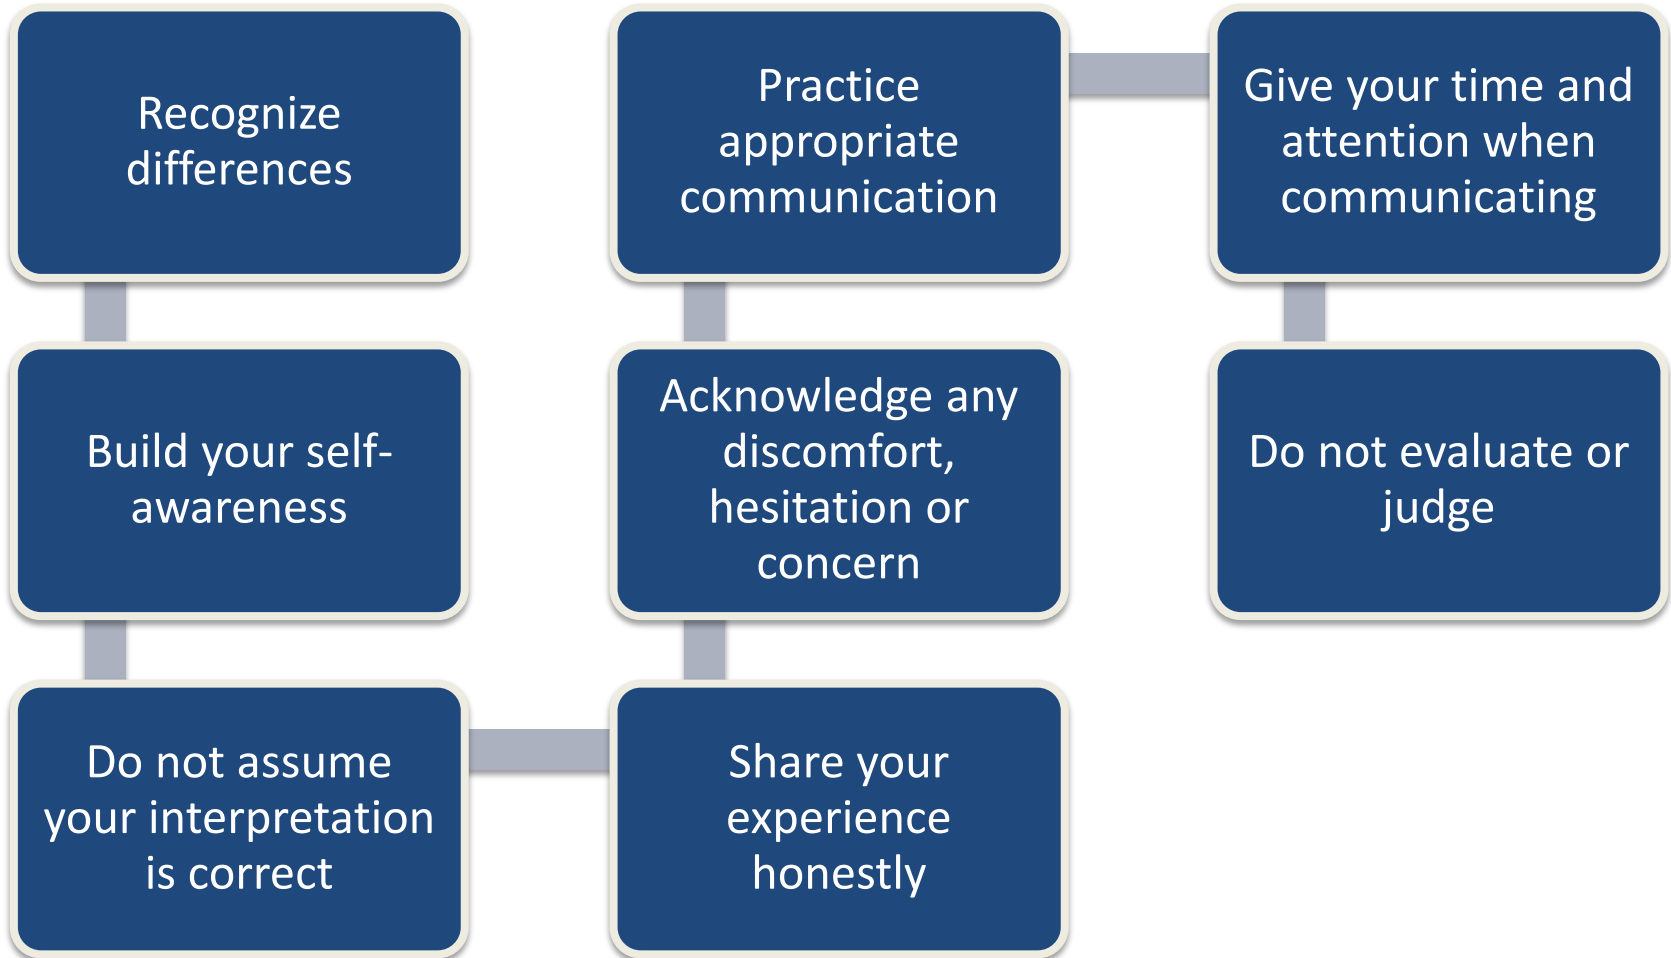 Recognize
differences
Build your self-
awareness
Do not assume
your interpretation
is correct
Share your
experience
honestly
Acknowledge any
discomfort,
hesitation or
concern
Practice
appropriate
communication
Give your time and
attention when
communicating
Do not evaluate or
judge